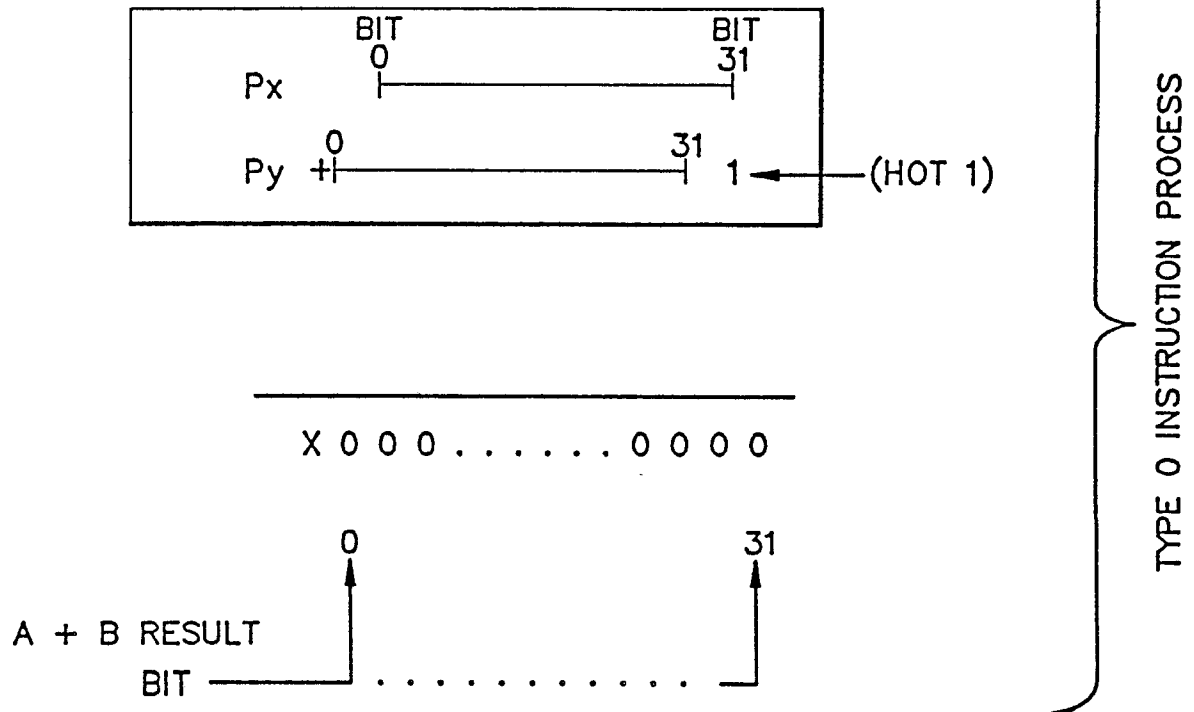 BIT BIT
0 31
Px
0 31
Py + 1 (HOT 1)
X 0 0 0 . . . . . . 0 0 0 0
0 31
A + B RESULT
BIT . . . . . . . . . . . .
TYPE 0 INSTRUCTION PROCESS